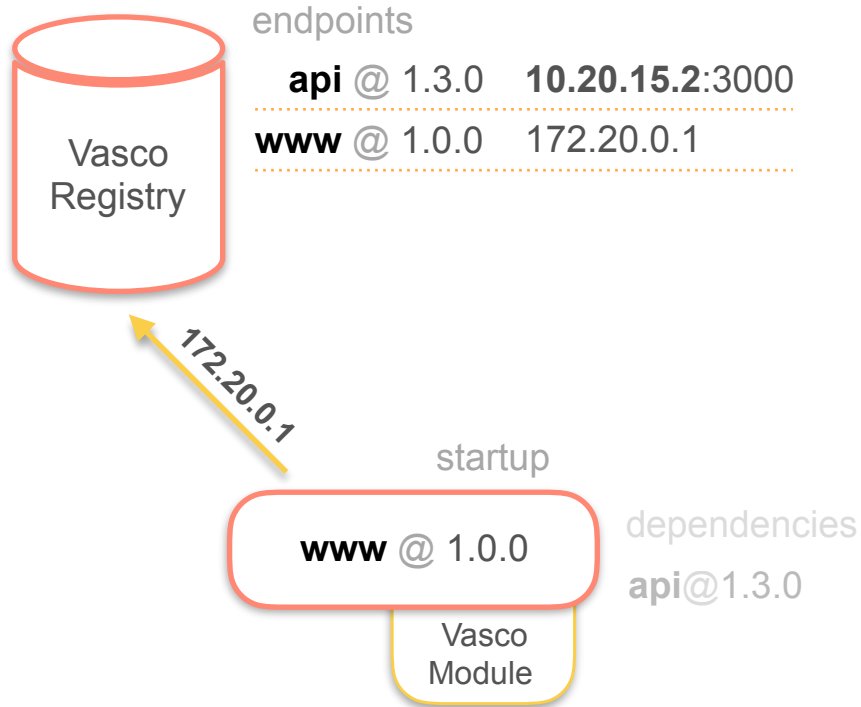 endpoints
api @ 1.3.0 10.20.15.2:3000
www @ 1.0.0 172.20.0.1
Vasco
Registry
172.20.0.1
startup
www @ 1.0.0
dependencies
api@1.3.0
Vasco
Module